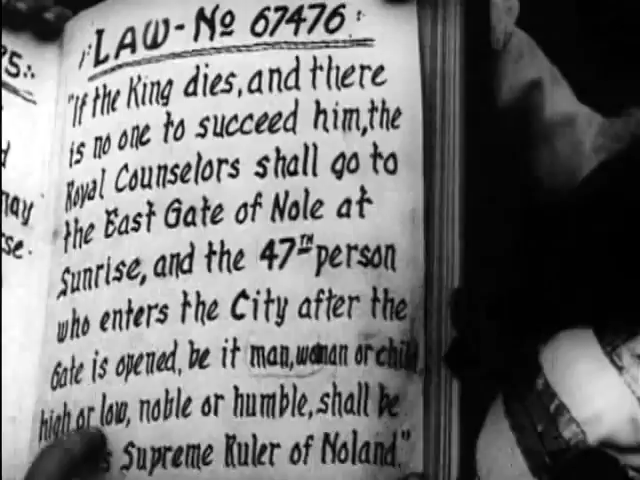 LAW - No 67476
"If the King dies, and there
is no one to succeed him, the
Royal Counselors shall go to
the East Gate of Nole at
Sunrise, and the 47TH person
who enters the City after the
Gate is opened, be it man, woman or child,
high or low, noble or humble, shall be
Supreme Ruler of Noland."